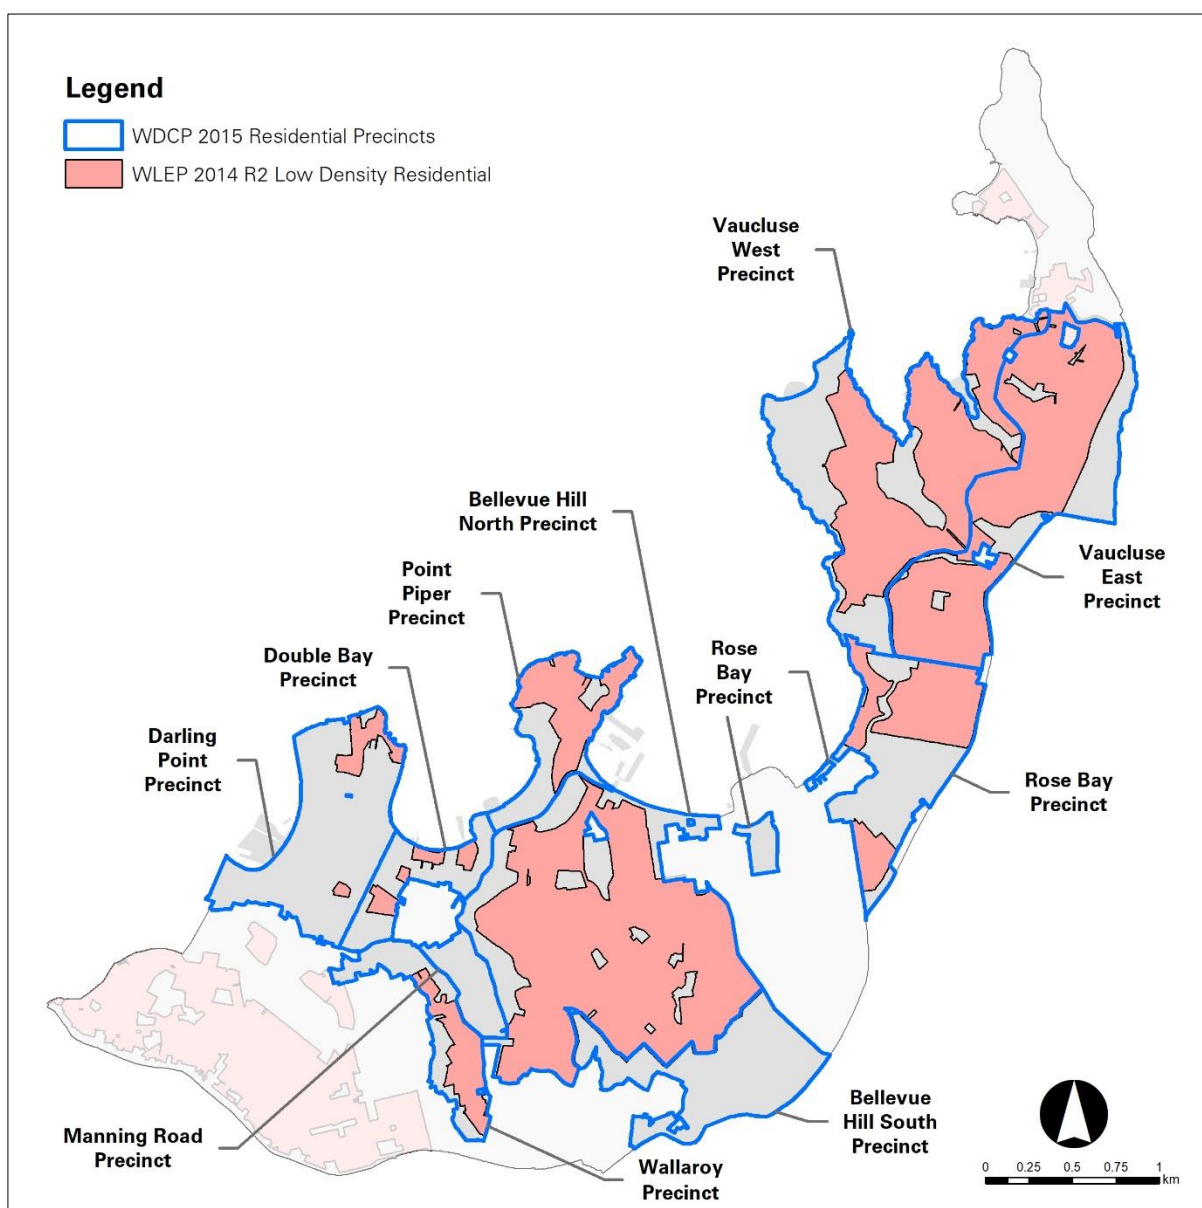 Legend
WDCP 2015 Residential Precincts
WLEP 2014 R2 Low Density Residential
Vaucluse
West
Precinct
Bellevue Hill
North Precinct
Point
Piper
Precinct
Vaucluse
East
Precinct
Double Bay
Precinct
Rose
Bay
Precinct
Darling
Point
Precinct
Rose Bay
Precinct
Manning Road
Precinct
Wallaroy
Precinct
Bellevue
Hill South
Precinct
0 0.25 0.5 0.75 1
km